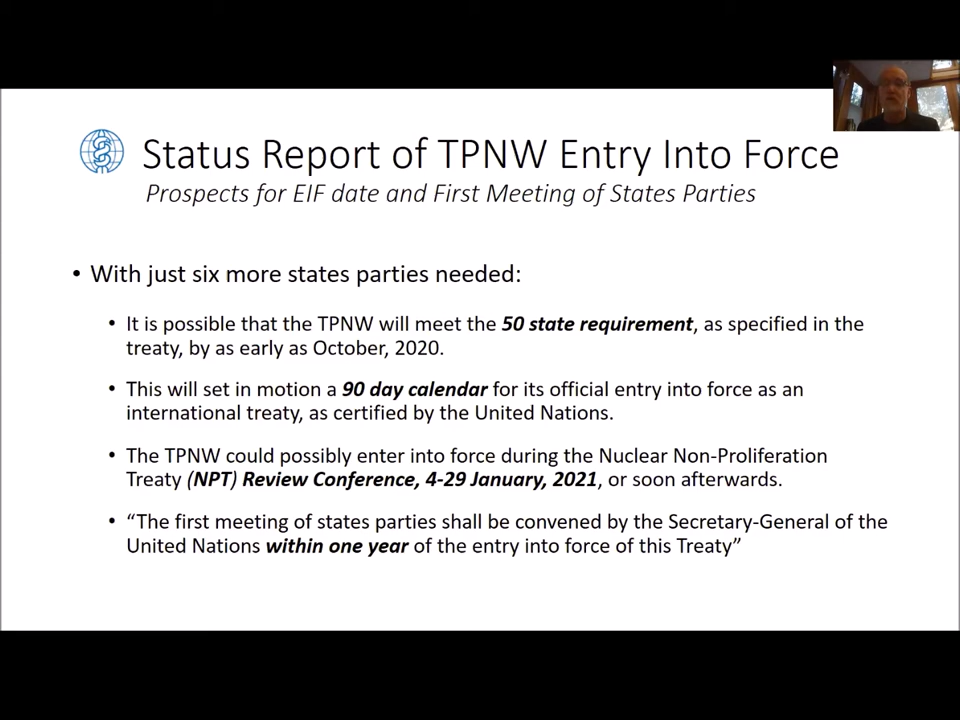 Status Report of TPNW Entry Into Force
Prospects for EIF date and First Meeting of States Parties
• With just six more states parties needed:
• It is possible that the TPNW will meet the 50 state requirement, as specified in the
treaty, by as early as October, 2020.
• This will set in motion a 90 day calendar for its official entry into force as an
international treaty, as certified by the United Nations.
• The TPNW could possibly enter into force during the Nuclear Non-Proliferation
Treaty (NPT) Review Conference, 4-29 January, 2021, or soon afterwards.
• “The first meeting of states parties shall be convened by the Secretary-General of the
United Nations within one year of the entry into force of this Treaty”